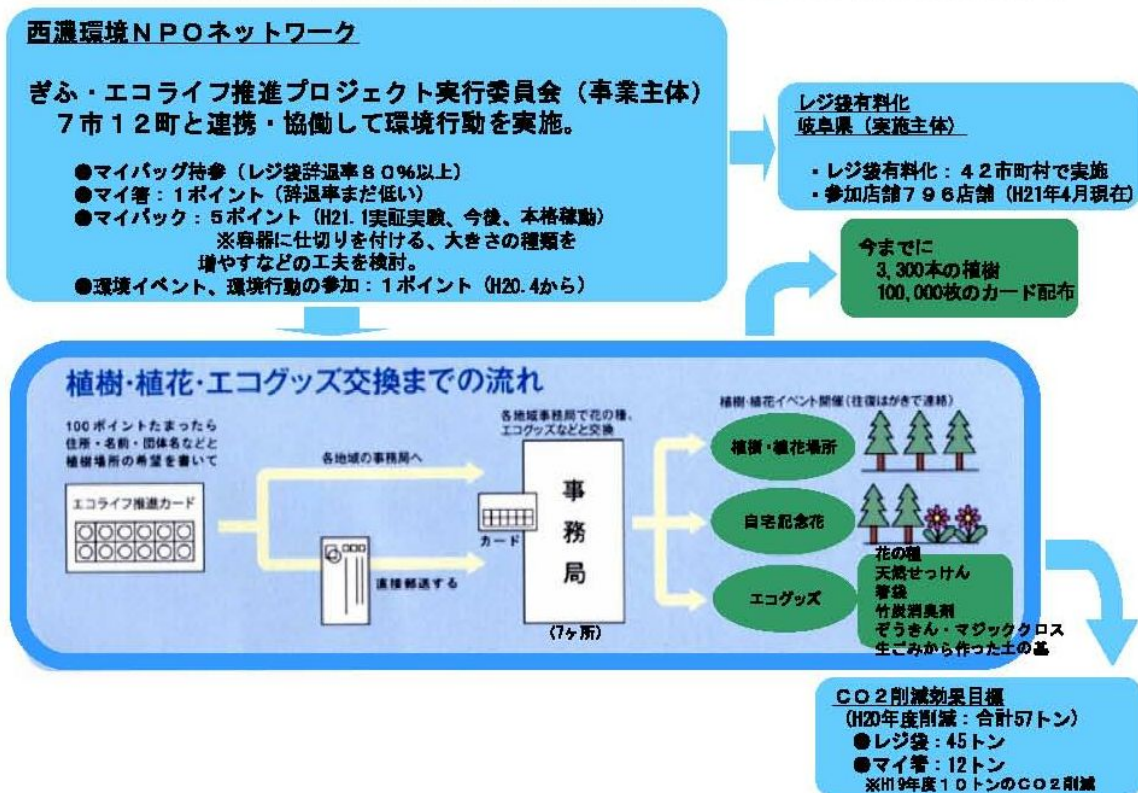 西濃環境NPOネットワーク
ぎふ・エコライフ推進プロジェクト実行委員会(事業主体)
7市12町と連携・協働して環境行動を実施。
●マイバッグ持参(レジ袋辞退率80%以上)
●マイ箸:1ポイント(辞退率まだ低い)
●マイパック:5ポイント(H21.1実証実験、今後、本格稼動)
※容器に仕切りを付ける、大きさの種類を
増やすなどの工夫を検討。
●環境イベント、環境行動の参加:1ポイント(H20.4から)
レジ袋有料化
岐阜県(実施主体)
・レジ袋有料化:42市町村で実施
・参加店舗796店舗(H21年4月現在)
今までに
3,300本の植樹
100,000枚のカード配布
植樹・植花・エコグッズ交換までの流れ
100ポイントたまったら
住所・名前・団体名などと
植樹場所の希望を書いて
エコライフ推進カード
各地域の事務局へ
直接郵送する
各地域事務局で花の種、
エコグッズなどと交換
カード
事務局
(7ヶ所)
植樹・植花イベント開催(往復はがきで連絡)
植樹・植花場所
自宅記念花
エコグッズ
花の種
天然せっけん
箸袋
竹炭消臭剤
ぞうきん・マジッククロス
生ごみから作った土の基
CO2削減効果目標
(H20年度削減:合計57トン)
●レジ袋:45トン
●マイ箸:12トン
※H19年度10トンのCO2削減